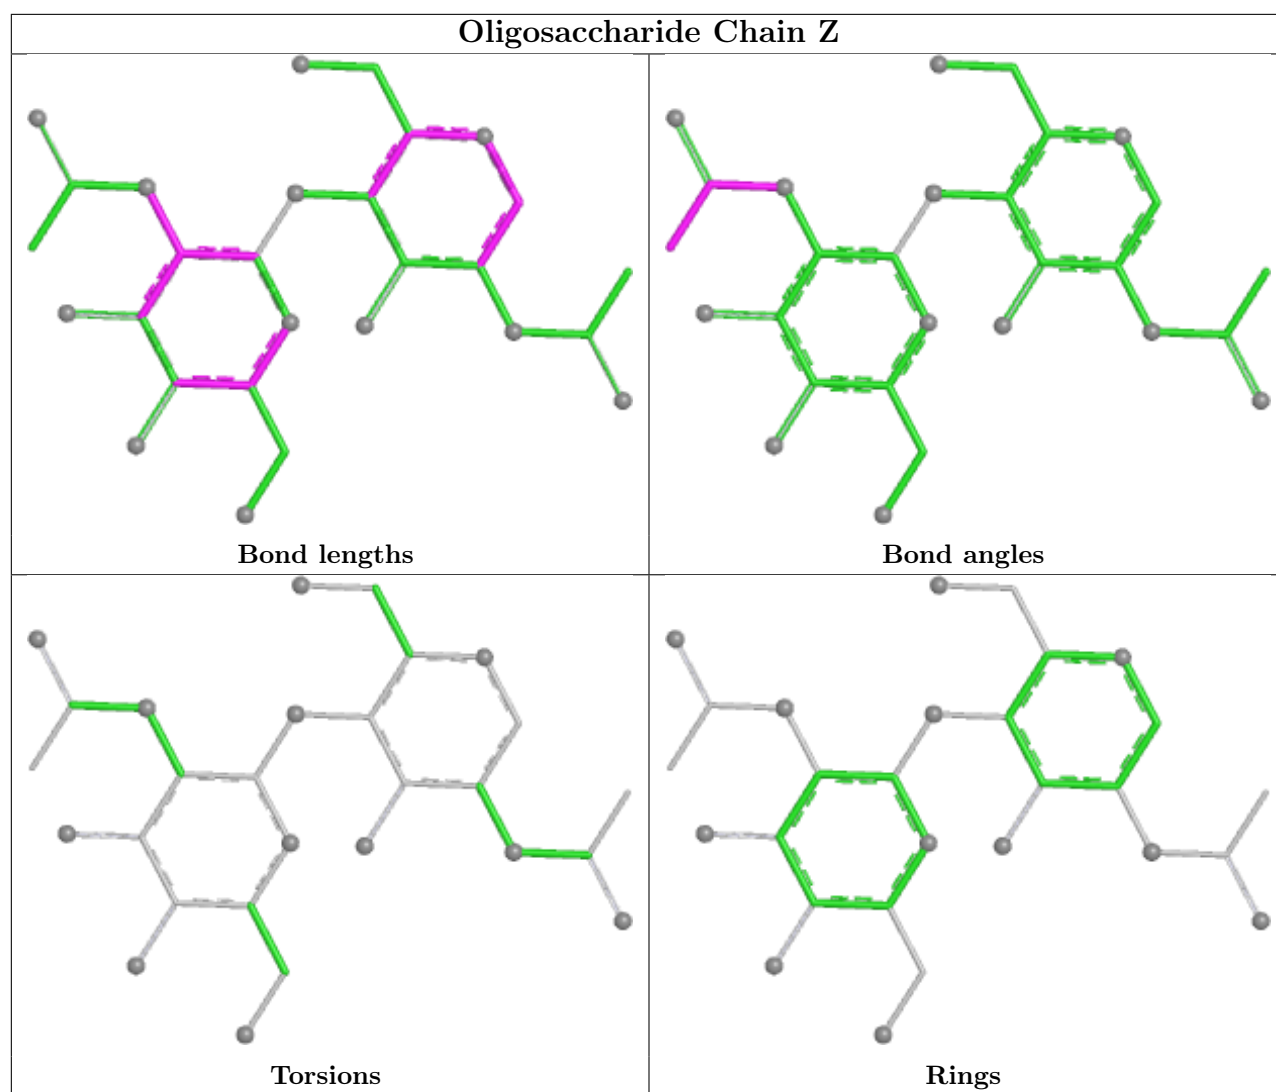 Oligosaccharide Chain Z
Bond lengths
Bond angles
Torsions
Rings